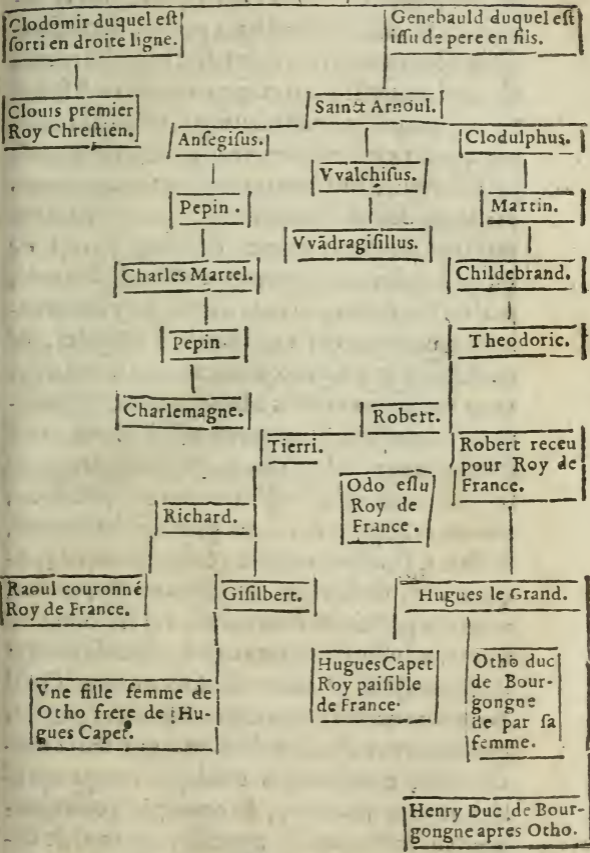 Clodomir duquel eſt
ſorti en droite ligne.
Genebauld duquel eſt
iſſu de pere en fils.
Clouis premier
Roy Chreſtien.
Sainct Arnoul.
Anſegiſus.
Clodulphus.
Vvalchiſus.
Pepin.
Martin.
Vvādragiſillus.
Charles Martel.
Childebrand.
Pepin.
Theodoric.
Charlemagne.
Robert.
Tierri.
Robert receu
pour Roy de
France.
Odo eſlu
Roy de
France.
Richard.
Raoul couronné
Roy de France.
Giſilbert.
Hugues le Grand.
Vne fille femme de
Otho frere de Hu-
gues Capet.
Hugues Capet
Roy paiſible
de France.
Otho duc
de Bour-
gongne
de par ſa
femme.
Henry Duc de Bour-
gongne apres Otho.